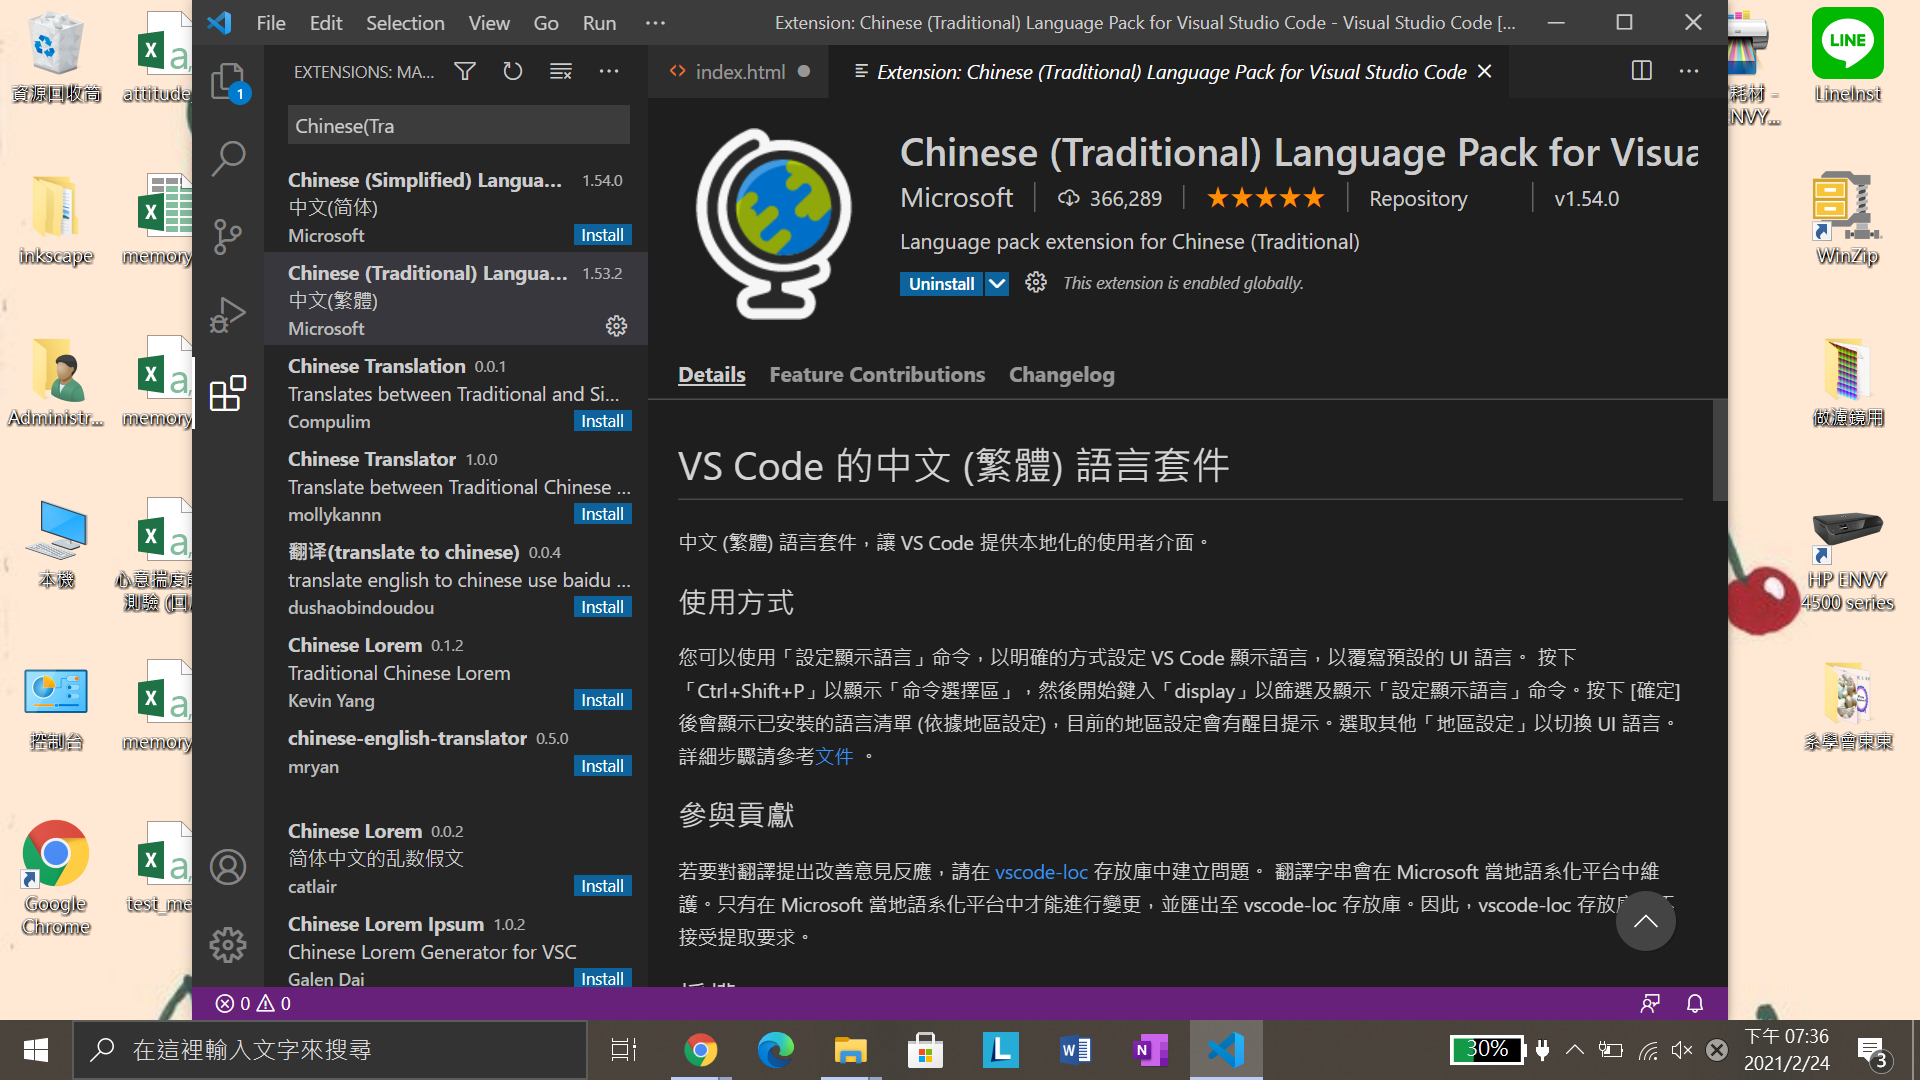 File Edit Selection View Go Run ···
Extension: Chinese (Traditional) Language Pack for Visual Studio Code - Visual Studio Code [...
資源回收筒
attitude_
inkscape
memory
Administr...
memory
本機
心意揣度
測驗 (回
控制台
memory
Google
Chrome
test_me
1
EXTENSIONS: MA...
Chinese(Tra
Chinese (Simplified) Langua... 1.54.0
中文(简体)
Microsoft Install
Chinese (Traditional) Langua... 1.53.2
中文(繁體)
Microsoft
Chinese Translation 0.0.1
Translates between Traditional and Si...
Compulim Install
Chinese Translator 1.0.0
Translate between Traditional Chinese ...
mollykannn Install
翻译(translate to chinese) 0.0.4
translate english to chinese use baidu ...
dushaobindoudou Install
Chinese Lorem 0.1.2
Traditional Chinese Lorem
Kevin Yang Install
chinese-english-translator 0.5.0
mryan Install
Chinese Lorem 0.0.2
简体中文的乱数假文
catlair Install
Chinese Lorem Ipsum 1.0.2
Chinese Lorem Generator for VSC
Galen Dai Install
index.html
Extension: Chinese (Traditional) Language Pack for Visual Studio Code
Chinese (Traditional) Language Pack for Visua
Microsoft 366,289 Repository v1.54.0
Language pack extension for Chinese (Traditional)
Uninstall This extension is enabled globally.
Details Feature Contributions Changelog
VS Code 的中文 (繁體) 語言套件
中文 (繁體) 語言套件，讓 VS Code 提供本地化的使用者介面。
使用方式
您可以使用「設定顯示語言」命令，以明確的方式設定 VS Code 顯示語言，以覆寫預設的 UI 語言。 按下
「Ctrl+Shift+P」以顯示「命令選擇區」，然後開始鍵入「display」以篩選及顯示「設定顯示語言」命令。按下 [確定]
後會顯示已安裝的語言清單 (依據地區設定)，目前的地區設定會有醒目提示。選取其他「地區設定」以切換 UI 語言。
詳細步驟請參考文件 。
參與貢獻
若要對翻譯提出改善意見反應，請在 vscode-loc 存放庫中建立問題。 翻譯字串會在 Microsoft 當地語系化平台中維
護。只有在 Microsoft 當地語系化平台中才能進行變更，並匯出至 vscode-loc 存放庫。因此，vscode-loc 存放
接受提取要求。
耗材 -
NVY...
LineInst
WinZip
做濾鏡用
HP ENVY
4500 series
系學會東東
0 0
在這裡輸入文字來搜尋
30%
下午 07:36
2021/2/24
3